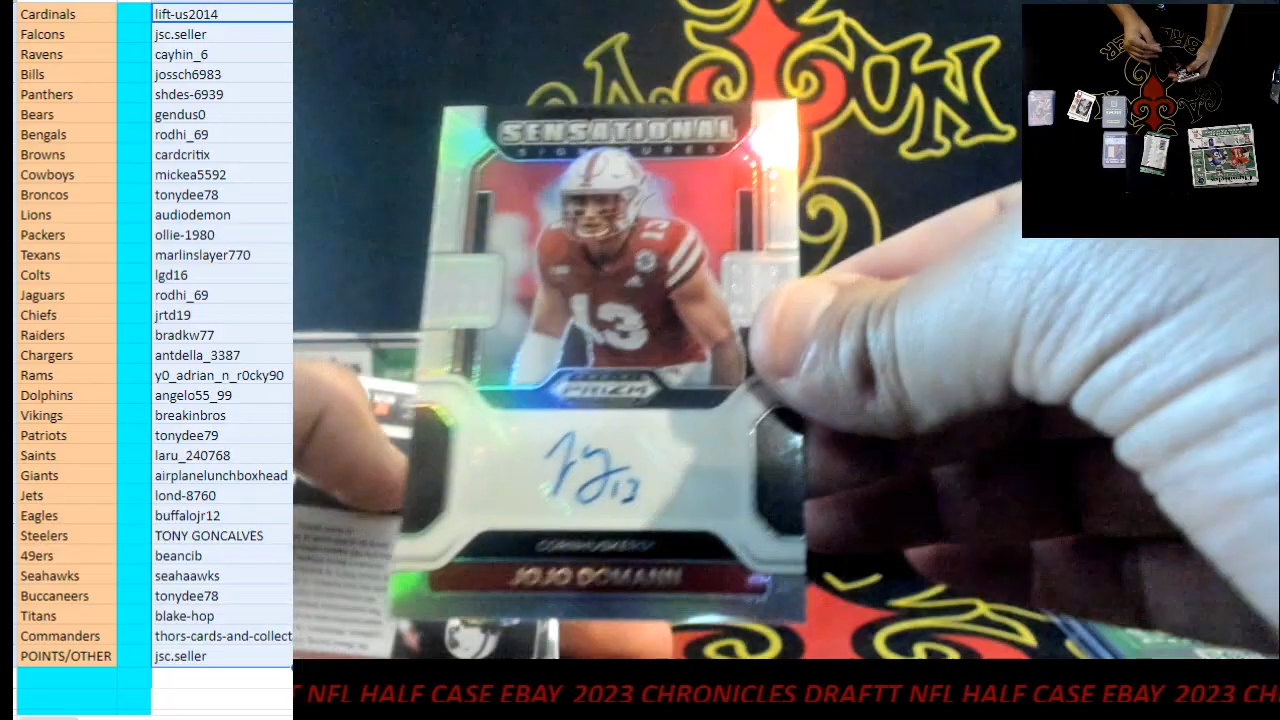 Cardinals lift-us2014
Falcons jsc.seller
Ravens cayhin_6
Bills jossch6983
Panthers shdes-6939
Bears gendus0
Bengals rodhi_69
Browns cardcritix
Cowboys mickea5592
Broncos tonydee78
Lions audiodemon
Packers ollie-1980
Texans marlinslayer770
Colts lgd16
Jaguars rodhi_69
Chiefs jrtd19
Raiders bradkw77
Chargers antdella_3387
Rams y0_adrian_n_r0cky90
Dolphins angelo55_99
Vikings breakinbros
Patriots tonydee79
Saints laru_240768
Giants airplanelunchboxhead
Jets lond-8760
Eagles buffalojr12
Steelers TONY GONCALVES
49ers beancib
Seahawks seahaawks
Buccaneers tonydee78
Titans blake-hop
Commanders thors-cards-and-collect
POINTS/OTHER jsc.seller
SENSATIONAL
SIGNATURES
13
13
PRIZM
13
CORNHUSKERS
JOJO DOMANN
T NFL HALF CASE EBAY 2023 CHRONICLES DRAFTT NFL HALF CASE EBAY 2023 CH